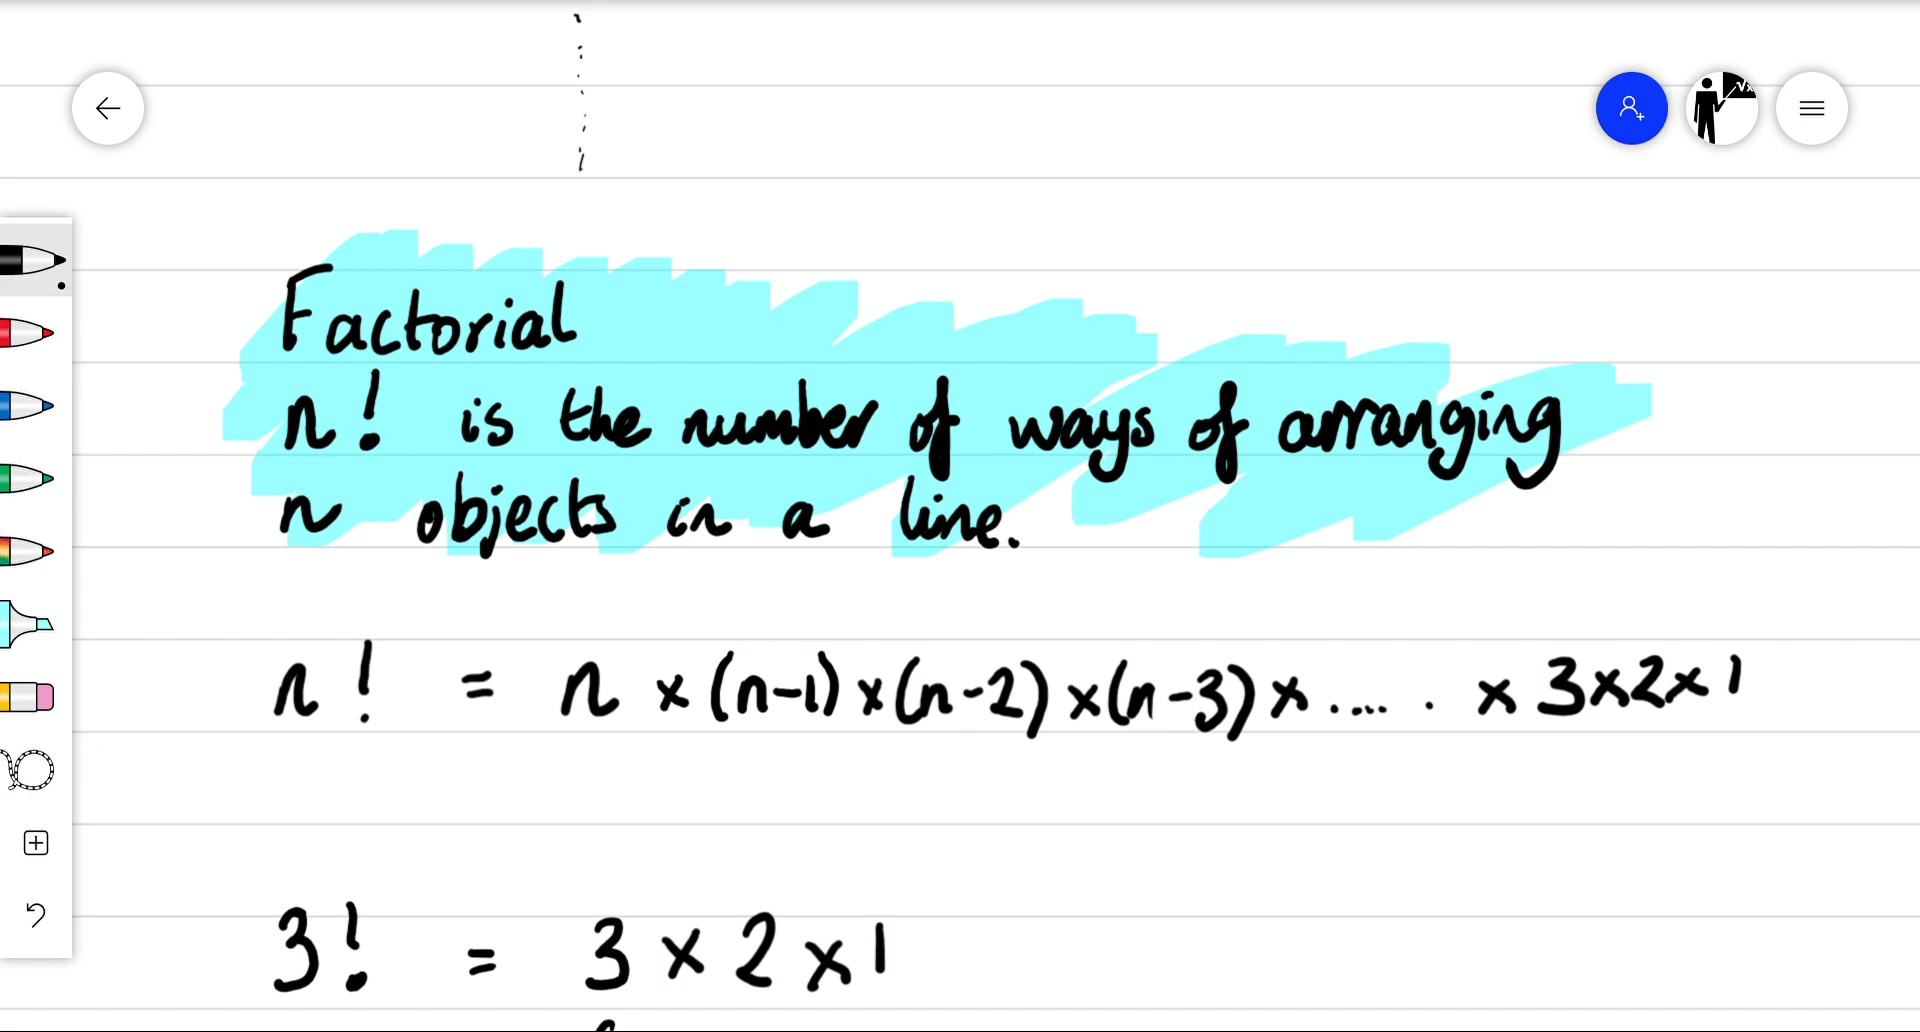 Factorial
n! is the number of ways of arranging
n objects in a line.
n! = n × (n-1) × (n-2) × (n-3) × ..... . × 3 × 2 × 1
3! = 3 × 2 × 1